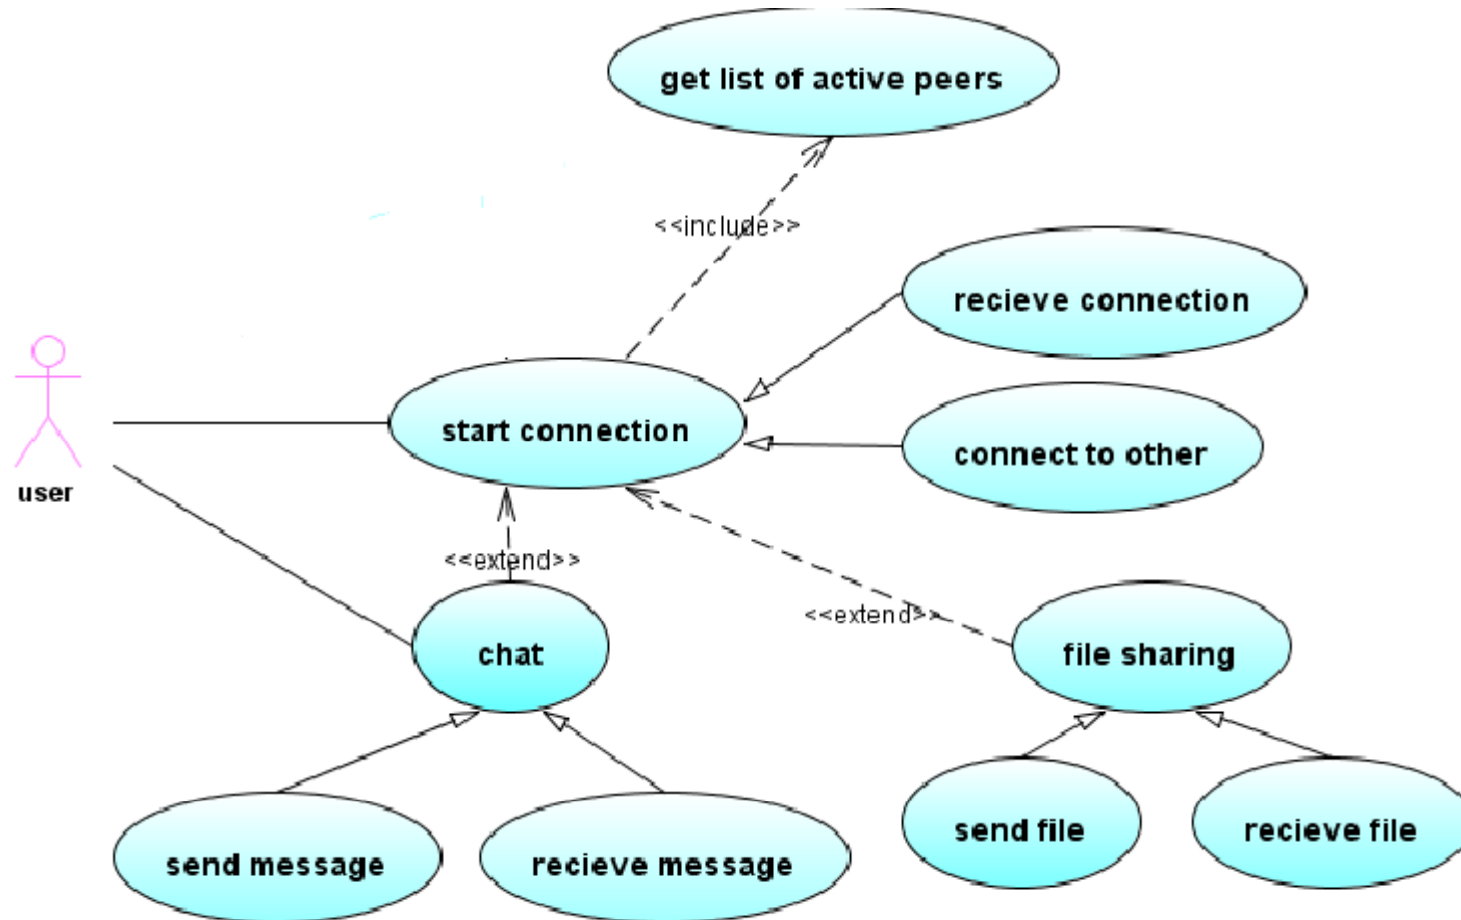 get list of active peers
<<include>>
recieve connection
start connection
connect to other
user
<<extend>>
<<extend>>
chat
file sharing
send message
recieve message
send file
recieve file